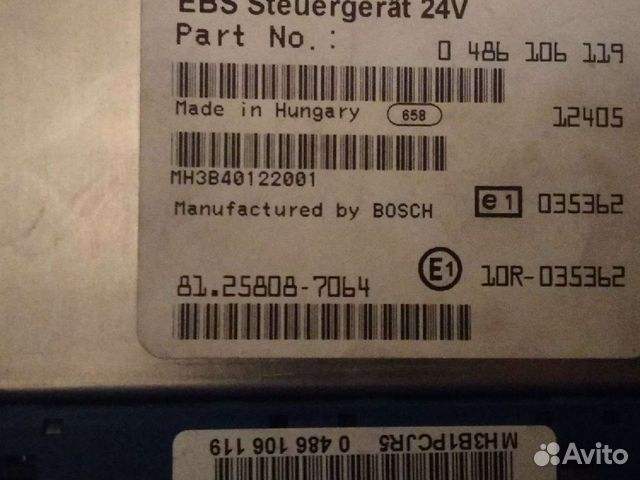 EBS Steuergerät 24V
Part No.: 0 486 106 119
Made in Hungary 658 12405
MH3B40122001
Manufactured by BOSCH e1 035362
81.25808-7064 E1 10R-035362
MH3B1PCJR5 0 486 106 119
Avito